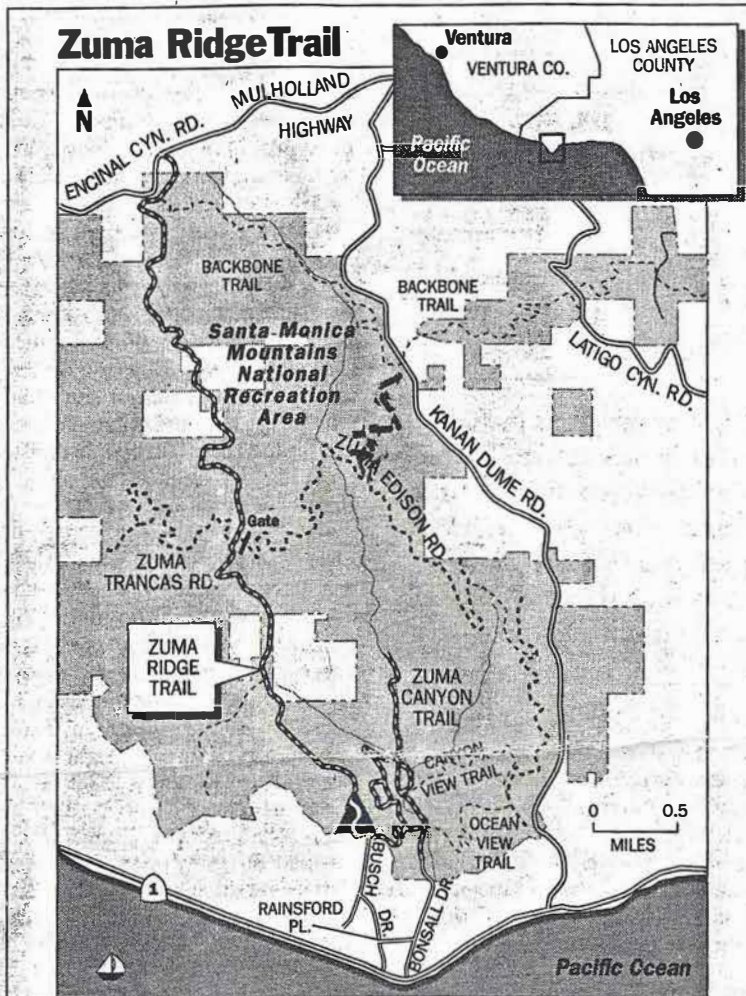 Zuma RidgeTrail
Ventura
VENTURA CO.
LOS ANGELES
COUNTY
Los
Angeles
Pacific
Ocean
N
MULHOLLAND
HIGHWAY
ENCINAL CYN. RD.
BACKBONE
TRAIL
BACKBONE
TRAIL
Santa Monica
Mountains
National
Recreation
Area
LATIGO CYN. RD.
KANAN DUME RD.
ZUMA EDISON RD.
Gate
ZUMA
TRANCAS RD.
ZUMA
RIDGE
TRAIL
ZUMA
CANYON
TRAIL
CANYON
VIEW TRAIL
OCEAN
VIEW
TRAIL
0 0.5
MILES
1
BUSCH
DR.
RAINSFORD
PL.
BONSALL DR.
Pacific Ocean